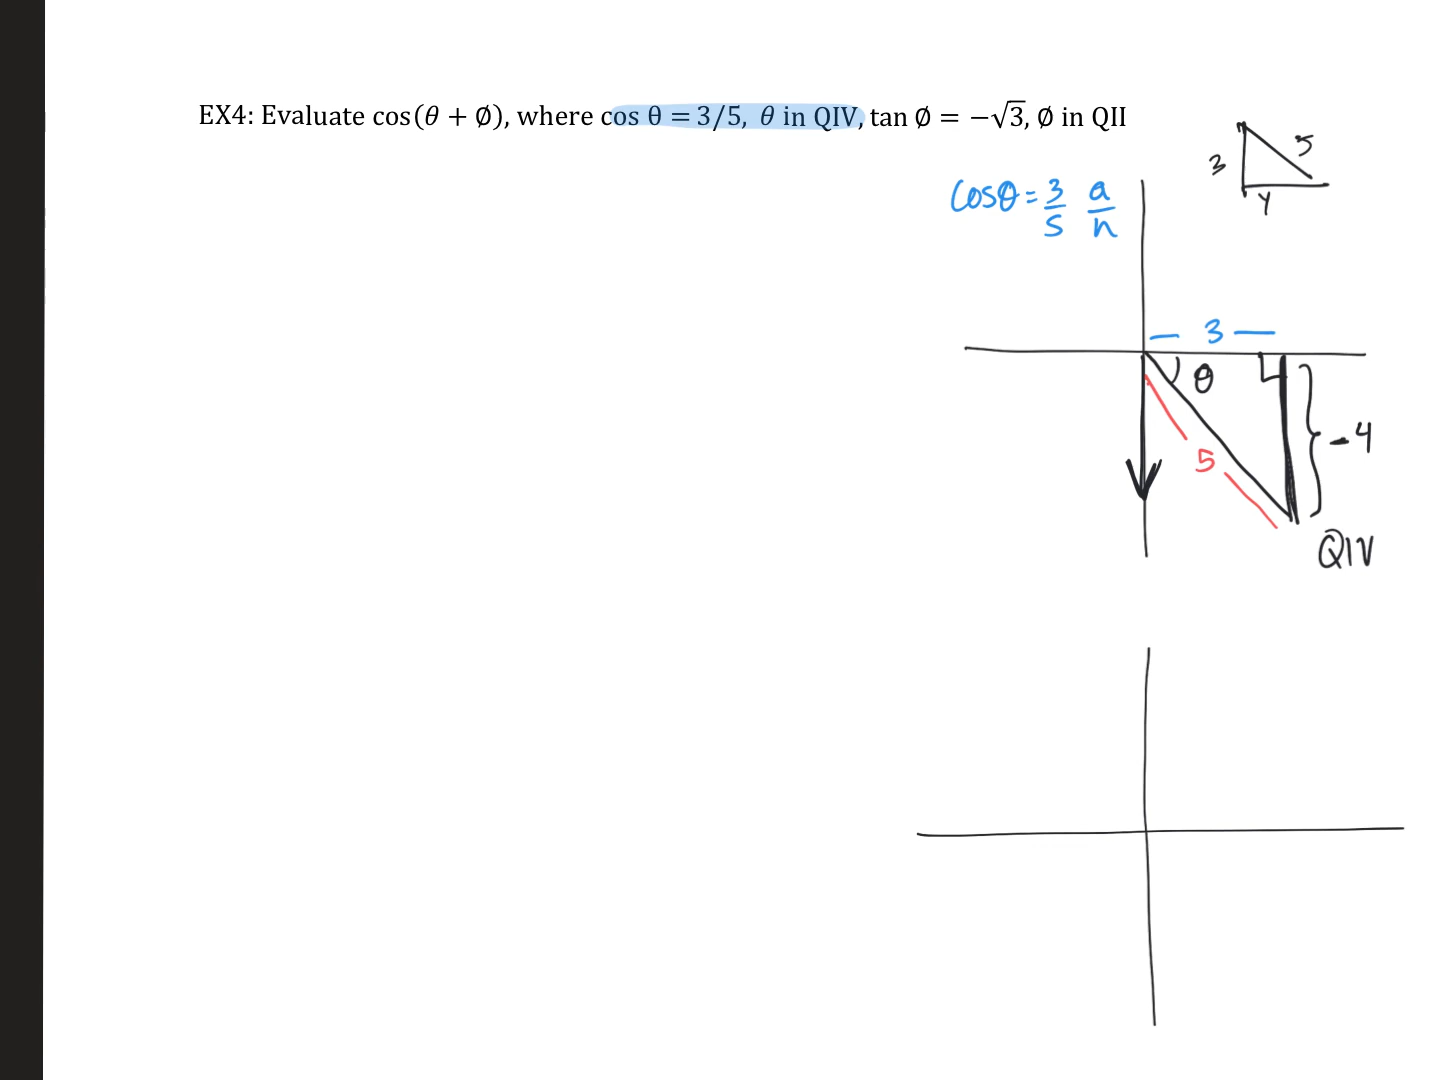 EX4: Evaluate cos(θ + ∅), where cos θ = 3/5, θ in QIV, tan ∅ = −√3, ∅ in QII
3 5
4
cosθ = 3/5 a/h
3
θ
-4
5
QIV